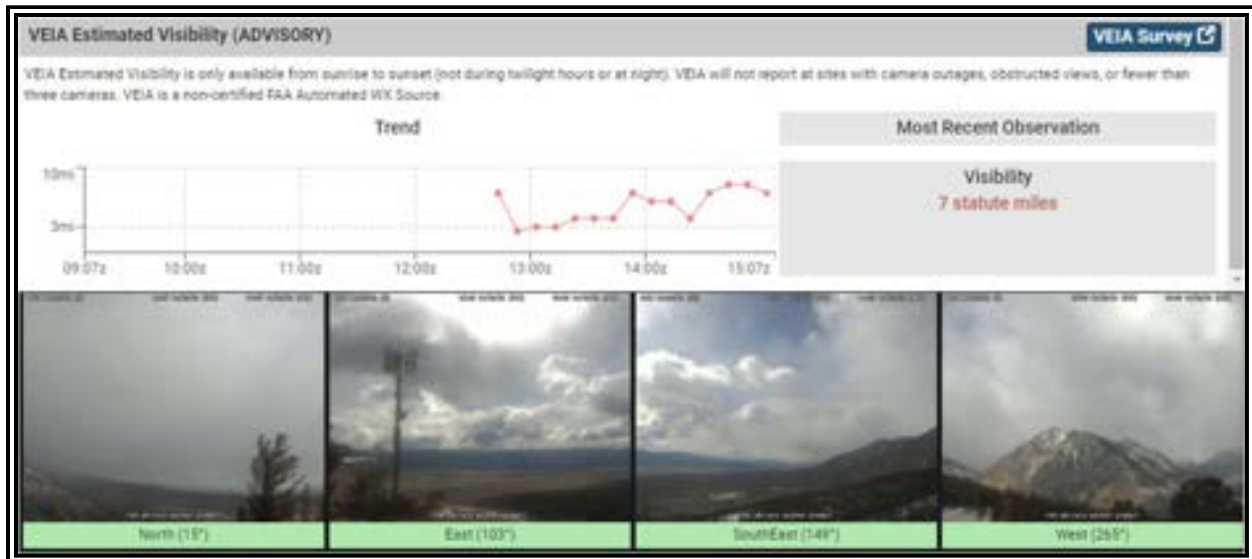 VEIA Estimated Visibility (ADVISORY)
VEIA Survey
VEIA Estimated Visibility is only available from sunrise to sunset (not during twilight hours or at night). VEIA will not report at sites with camera outages, obstructed views, or fewer than
three cameras. VEIA is a non-certified FAA Automated WX Source.
Trend
Most Recent Observation
10mi
3mi
09:07z 10:00z 11:00z 12:00z 13:00z 14:00z 15:07z
Visibility
7 statute miles
North (15°)
East (103°)
SouthEast (149°)
West (265°)